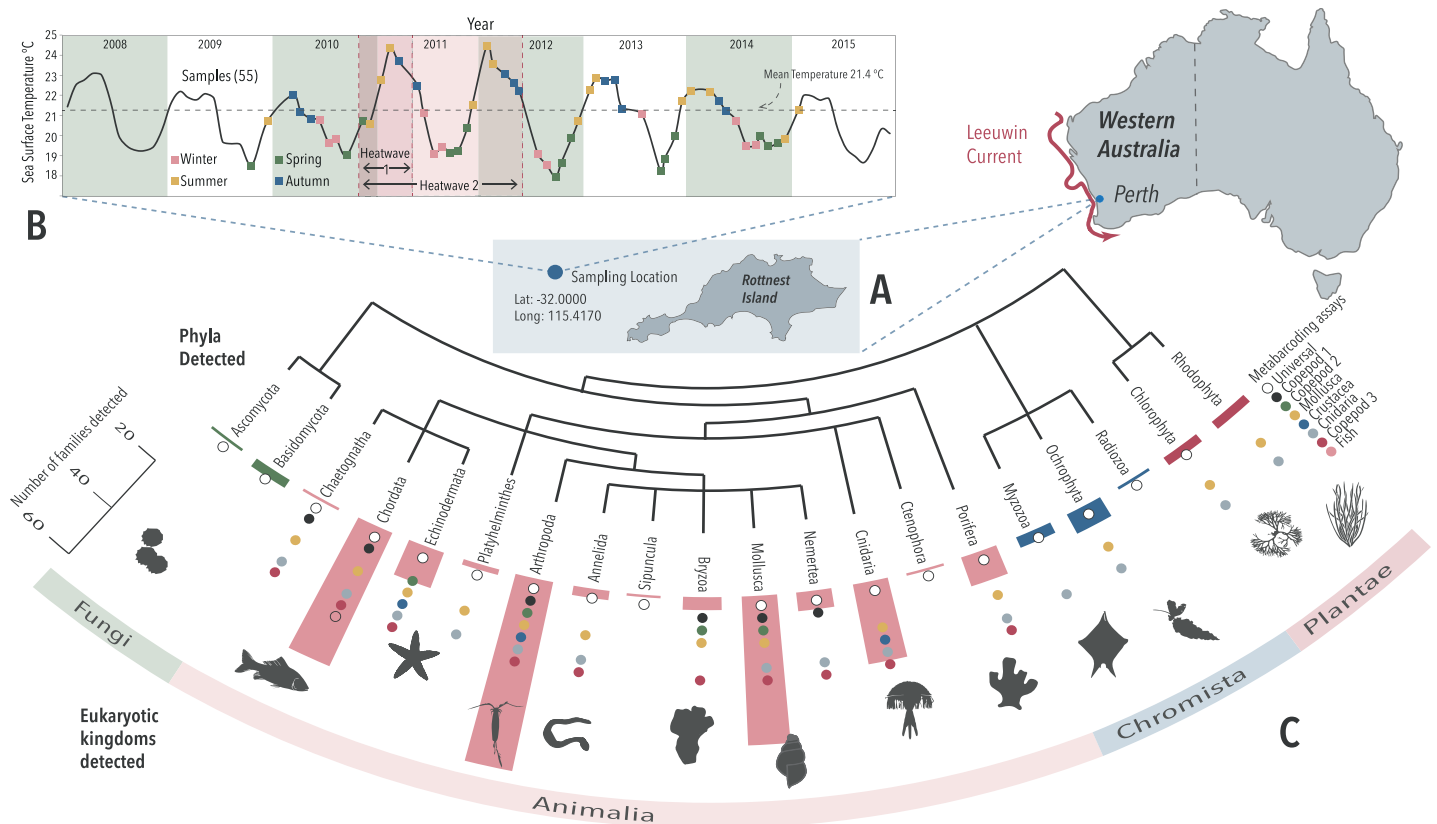 Year
25
24
23
22
21
20
19
18
Sea Surface Temperature ºC
2008
2009
2010
2011
2012
2013
2014
2015
Samples (55)
Mean Temperature 21.4 ºC
Winter
Spring
Summer
Autumn
Heatwave
1
Heatwave 2
B
Leeuwin
Current
Western
Australia
Perth
Sampling Location
Lat: -32.0000
Long: 115.4170
Rottnest
Island
A
Phyla
Detected
Number of families detected
20
40
60
Ascomycota
Basidomycota
Chaetognatha
Chordata
Echinodermata
Platyhelminthes
Arthropoda
Annelida
Sipuncula
Bryzoa
Mollusca
Nemertea
Cnidaria
Ctenophora
Porifera
Myzozoa
Ochrophyta
Radiozoa
Chlorophyta
Rhodophyta
Metabarcoding assays
Universal
Copepod 1
Copepod 2
Mollusca
Crustacea
Cnidaria
Copepod 3
Fish
Eukaryotic
kingdoms
detected
Fungi
Animalia
Chromista
Plantae
C